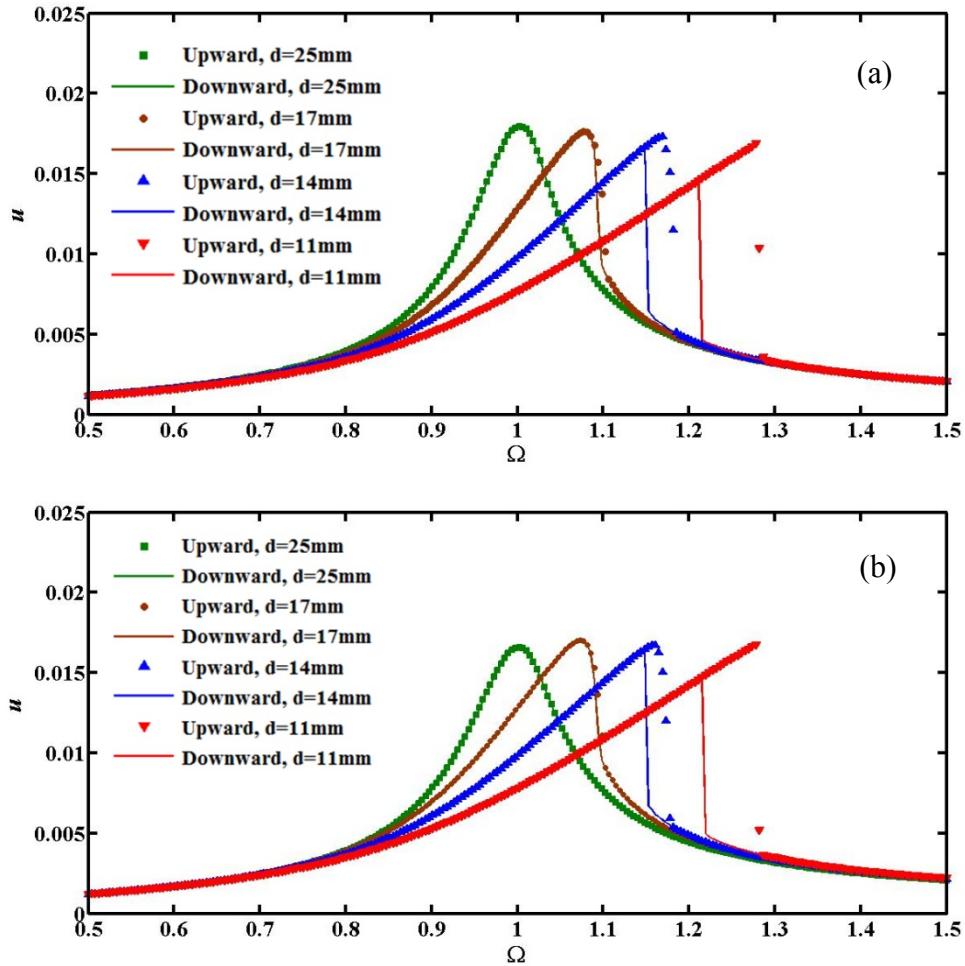 0.025
Upward, d=25mm
(a)
Downward, d=25mm
0.02
Upward, d=17mm
Downward, d=17mm
0.015
Upward, d=14mm
u
Downward, d=14mm
0.01
Upward, d=11mm
Downward, d=11mm
0.005
0
0.5 0.6 0.7 0.8 0.9 1 1.1 1.2 1.3 1.4 1.5
Ω
0.025
Upward, d=25mm
(b)
Downward, d=25mm
0.02
Upward, d=17mm
Downward, d=17mm
0.015
Upward, d=14mm
u
Downward, d=14mm
0.01
Upward, d=11mm
Downward, d=11mm
0.005
0
0.5 0.6 0.7 0.8 0.9 1 1.1 1.2 1.3 1.4 1.5
Ω